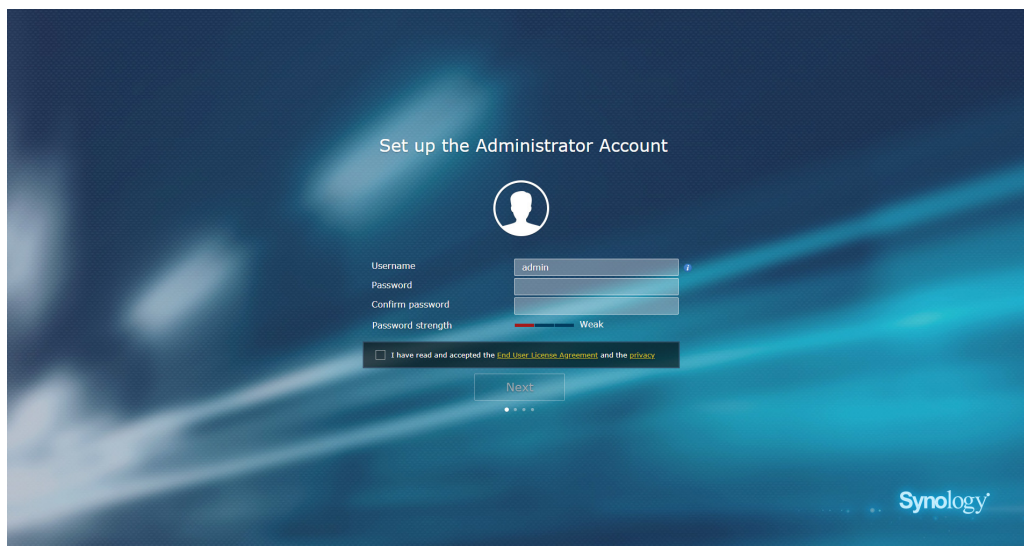 Set up the Administrator Account
Username admin
Password
Confirm password
Password strength Weak
I have read and accepted the End User License Agreement and the privacy
Next
Synology